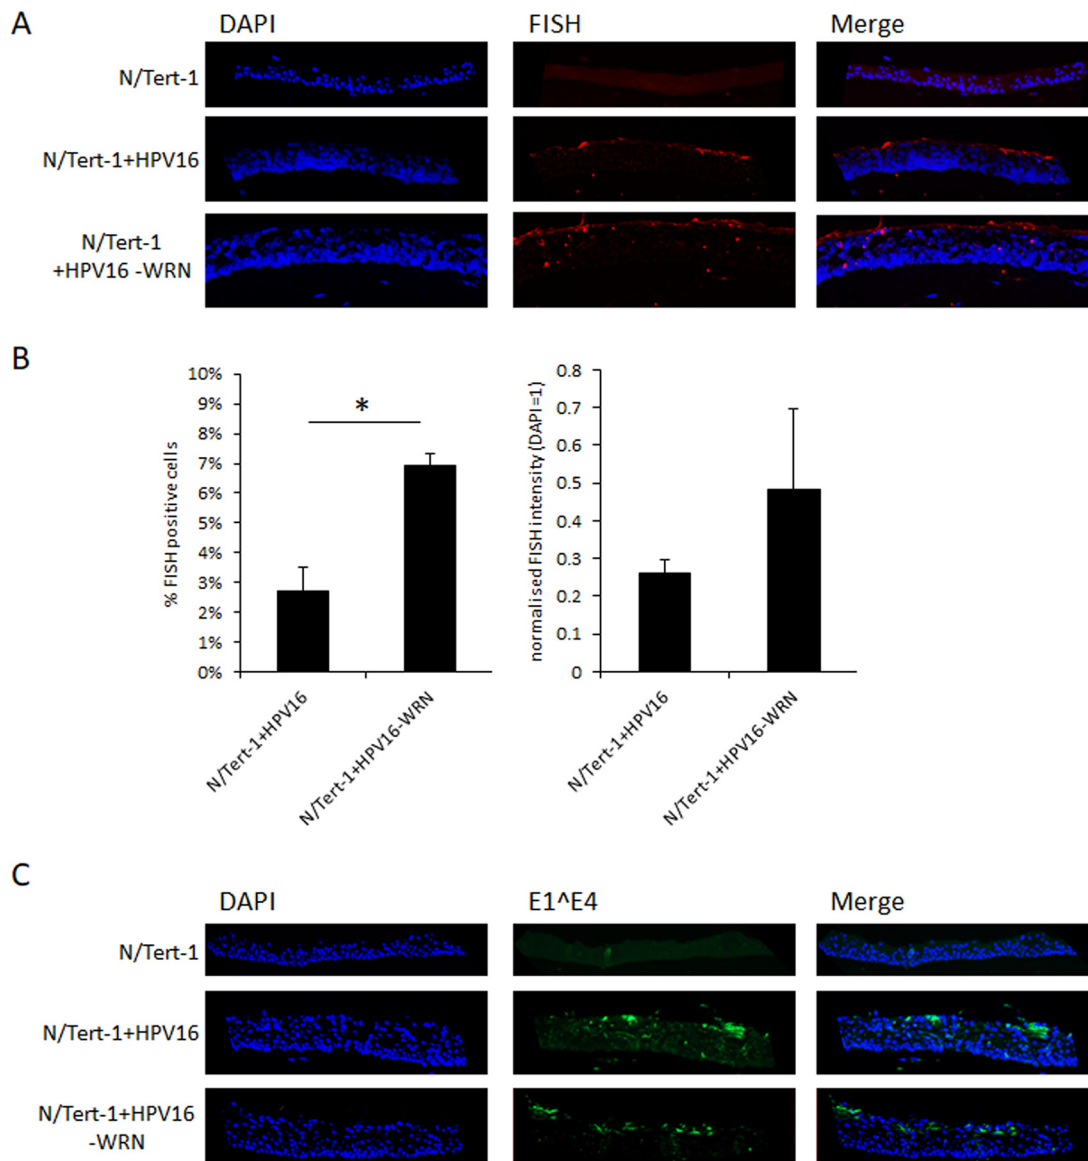 A
DAPI FISH Merge
N/Tert-1
N/Tert-1+HPV16
N/Tert-1
+HPV16 -WRN
B
% FISH positive cells
10%
9%
8%
7%
6%
5%
4%
3%
2%
1%
0%
*
N/Tert-1+HPV16
N/Tert-1+HPV16-WRN
normalised FISH intensity (DAPI=1)
0.8
0.7
0.6
0.5
0.4
0.3
0.2
0.1
0
N/Tert-1+HPV16
N/Tert-1+HPV16-WRN
C
DAPI E1^E4 Merge
N/Tert-1
N/Tert-1+HPV16
N/Tert-1+HPV16
-WRN